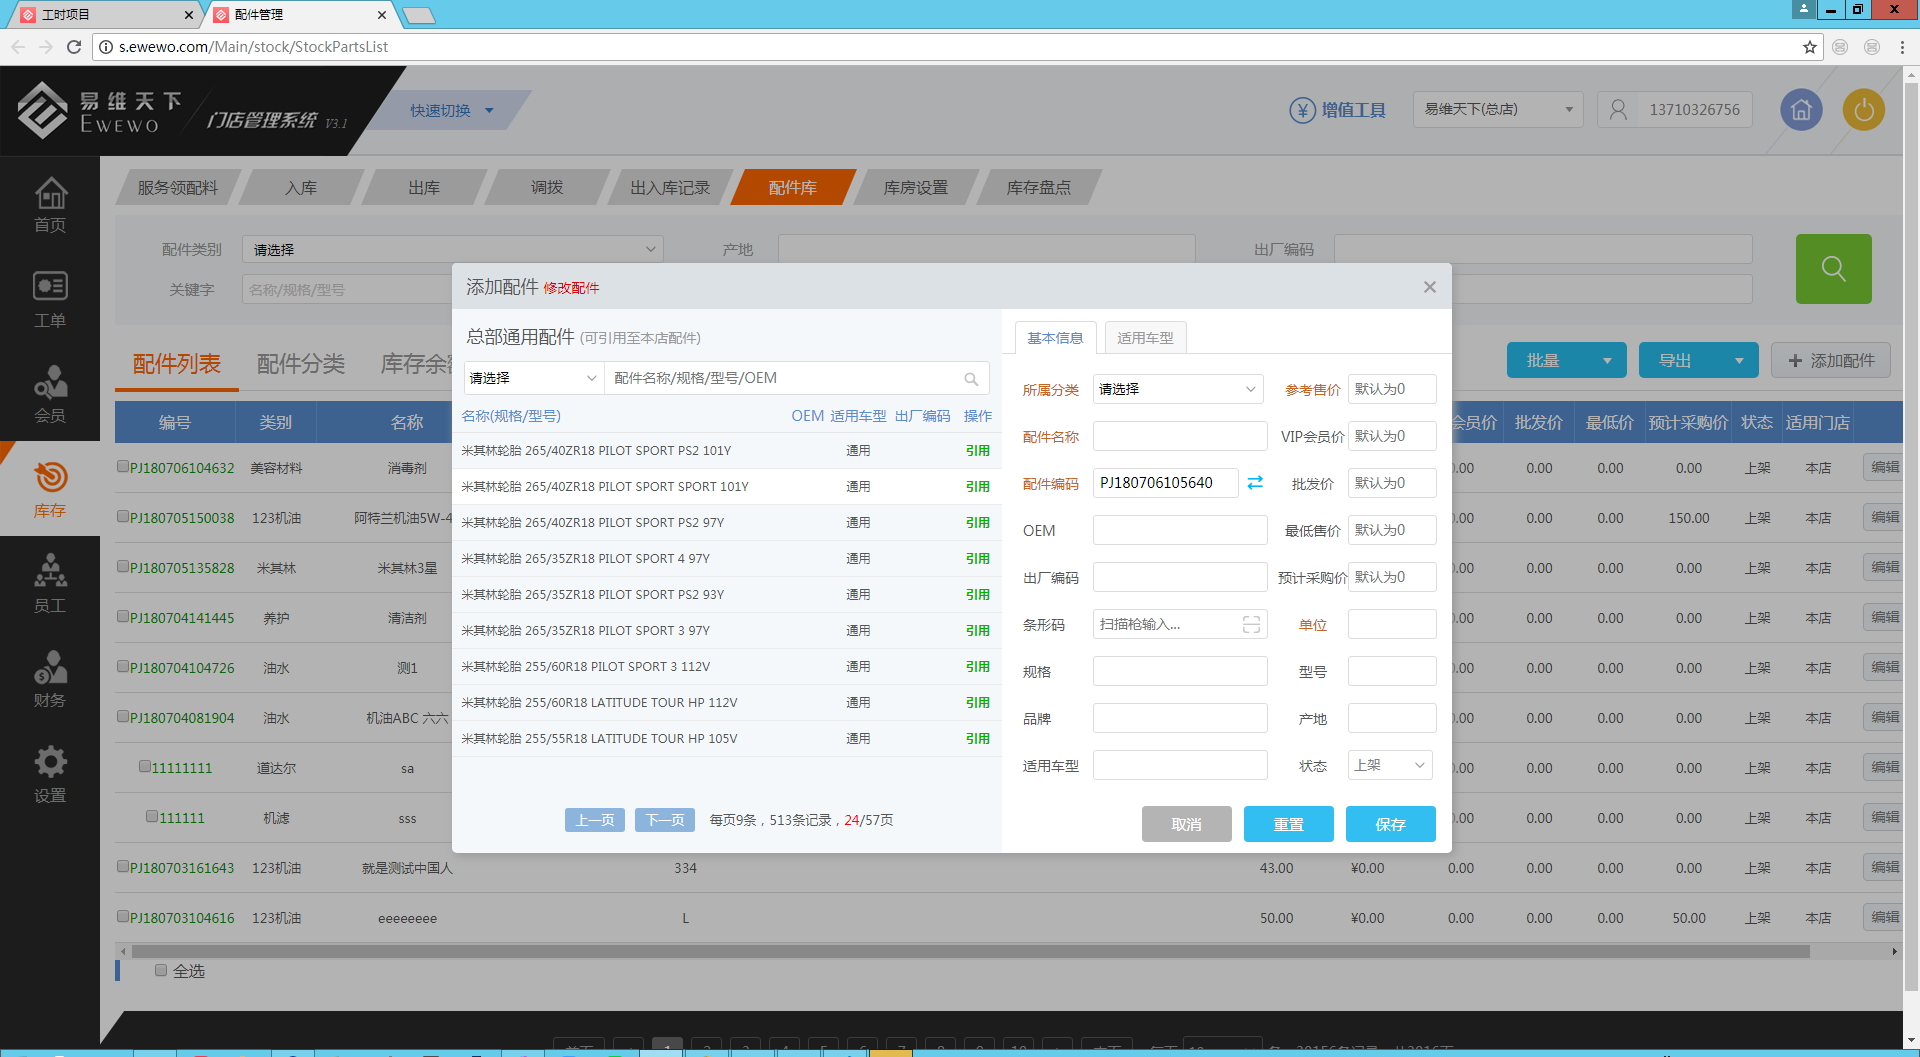 工时项目
配件管理
s.ewewo.com/Main/stock/StockPartsList
易维天下
EWEWO
门店管理系统 V3.1
快速切换
增值工具
易维天下(总店)
13710326756
首页
工单
会员
库存
员工
财务
设置
服务领配料 入库 出库 调拨 出入库记录 配件库 库房设置 库存盘点
配件类别 请选择 产地 出厂编码
关键字 名称/规格/型号
配件列表 配件分类
批量 导出 + 添加配件
编号 类别 名称 会员价 批发价 最低价 预计采购价 状态 适用门店
PJ180706104632 美容材料 消毒剂 0.00 0.00 0.00 上架 本店 编辑
PJ180705150038 123机油 阿特兰机油5W-4 0.00 0.00 150.00 上架 本店 编辑
PJ180705135828 米其林 米其林3星 0.00 0.00 0.00 上架 本店 编辑
PJ180704141445 养护 清洁剂 0.00 0.00 0.00 上架 本店 编辑
PJ180704104726 油水 测1 0.00 0.00 0.00 上架 本店 编辑
PJ180704081904 油水 机油ABC 六六 0.00 0.00 0.00 上架 本店 编辑
11111111 道达尔 sa 0.00 0.00 0.00 上架 本店 编辑
111111 机滤 sss 0.00 0.00 0.00 上架 本店 编辑
PJ180703161643 123机油 就是测试中国人 334 43.00 ¥0.00 0.00 0.00 0.00 0.00 上架 本店 编辑
PJ180703104616 123机油 eeeeeeee L 50.00 ¥0.00 0.00 0.00 0.00 50.00 上架 本店 编辑
全选
添加配件 修改配件
总部通用配件 (可引用至本店配件)
请选择 配件名称/规格/型号/OEM
名称(规格/型号) OEM 适用车型 出厂编码 操作
米其林轮胎 265/40ZR18 PILOT SPORT PS2 101Y 通用 引用
米其林轮胎 265/40ZR18 PILOT SPORT SPORT 101Y 通用 引用
米其林轮胎 265/40ZR18 PILOT SPORT PS2 97Y 通用 引用
米其林轮胎 265/35ZR18 PILOT SPORT 4 97Y 通用 引用
米其林轮胎 265/35ZR18 PILOT SPORT PS2 93Y 通用 引用
米其林轮胎 265/35ZR18 PILOT SPORT 3 97Y 通用 引用
米其林轮胎 255/60R18 PILOT SPORT 3 112V 通用 引用
米其林轮胎 255/60R18 LATITUDE TOUR HP 112V 通用 引用
米其林轮胎 255/55R18 LATITUDE TOUR HP 105V 通用 引用
上一页 下一页 每页9条，513条记录，24/57页
基本信息 适用车型
所属分类 请选择 参考售价 默认为0
配件名称 VIP会员价 默认为0
配件编码 PJ180706105640 批发价 默认为0
OEM 最低售价 默认为0
出厂编码 预计采购价 默认为0
条形码 扫描枪输入... 单位
规格 型号
品牌 产地
适用车型 状态 上架
取消 重置 保存